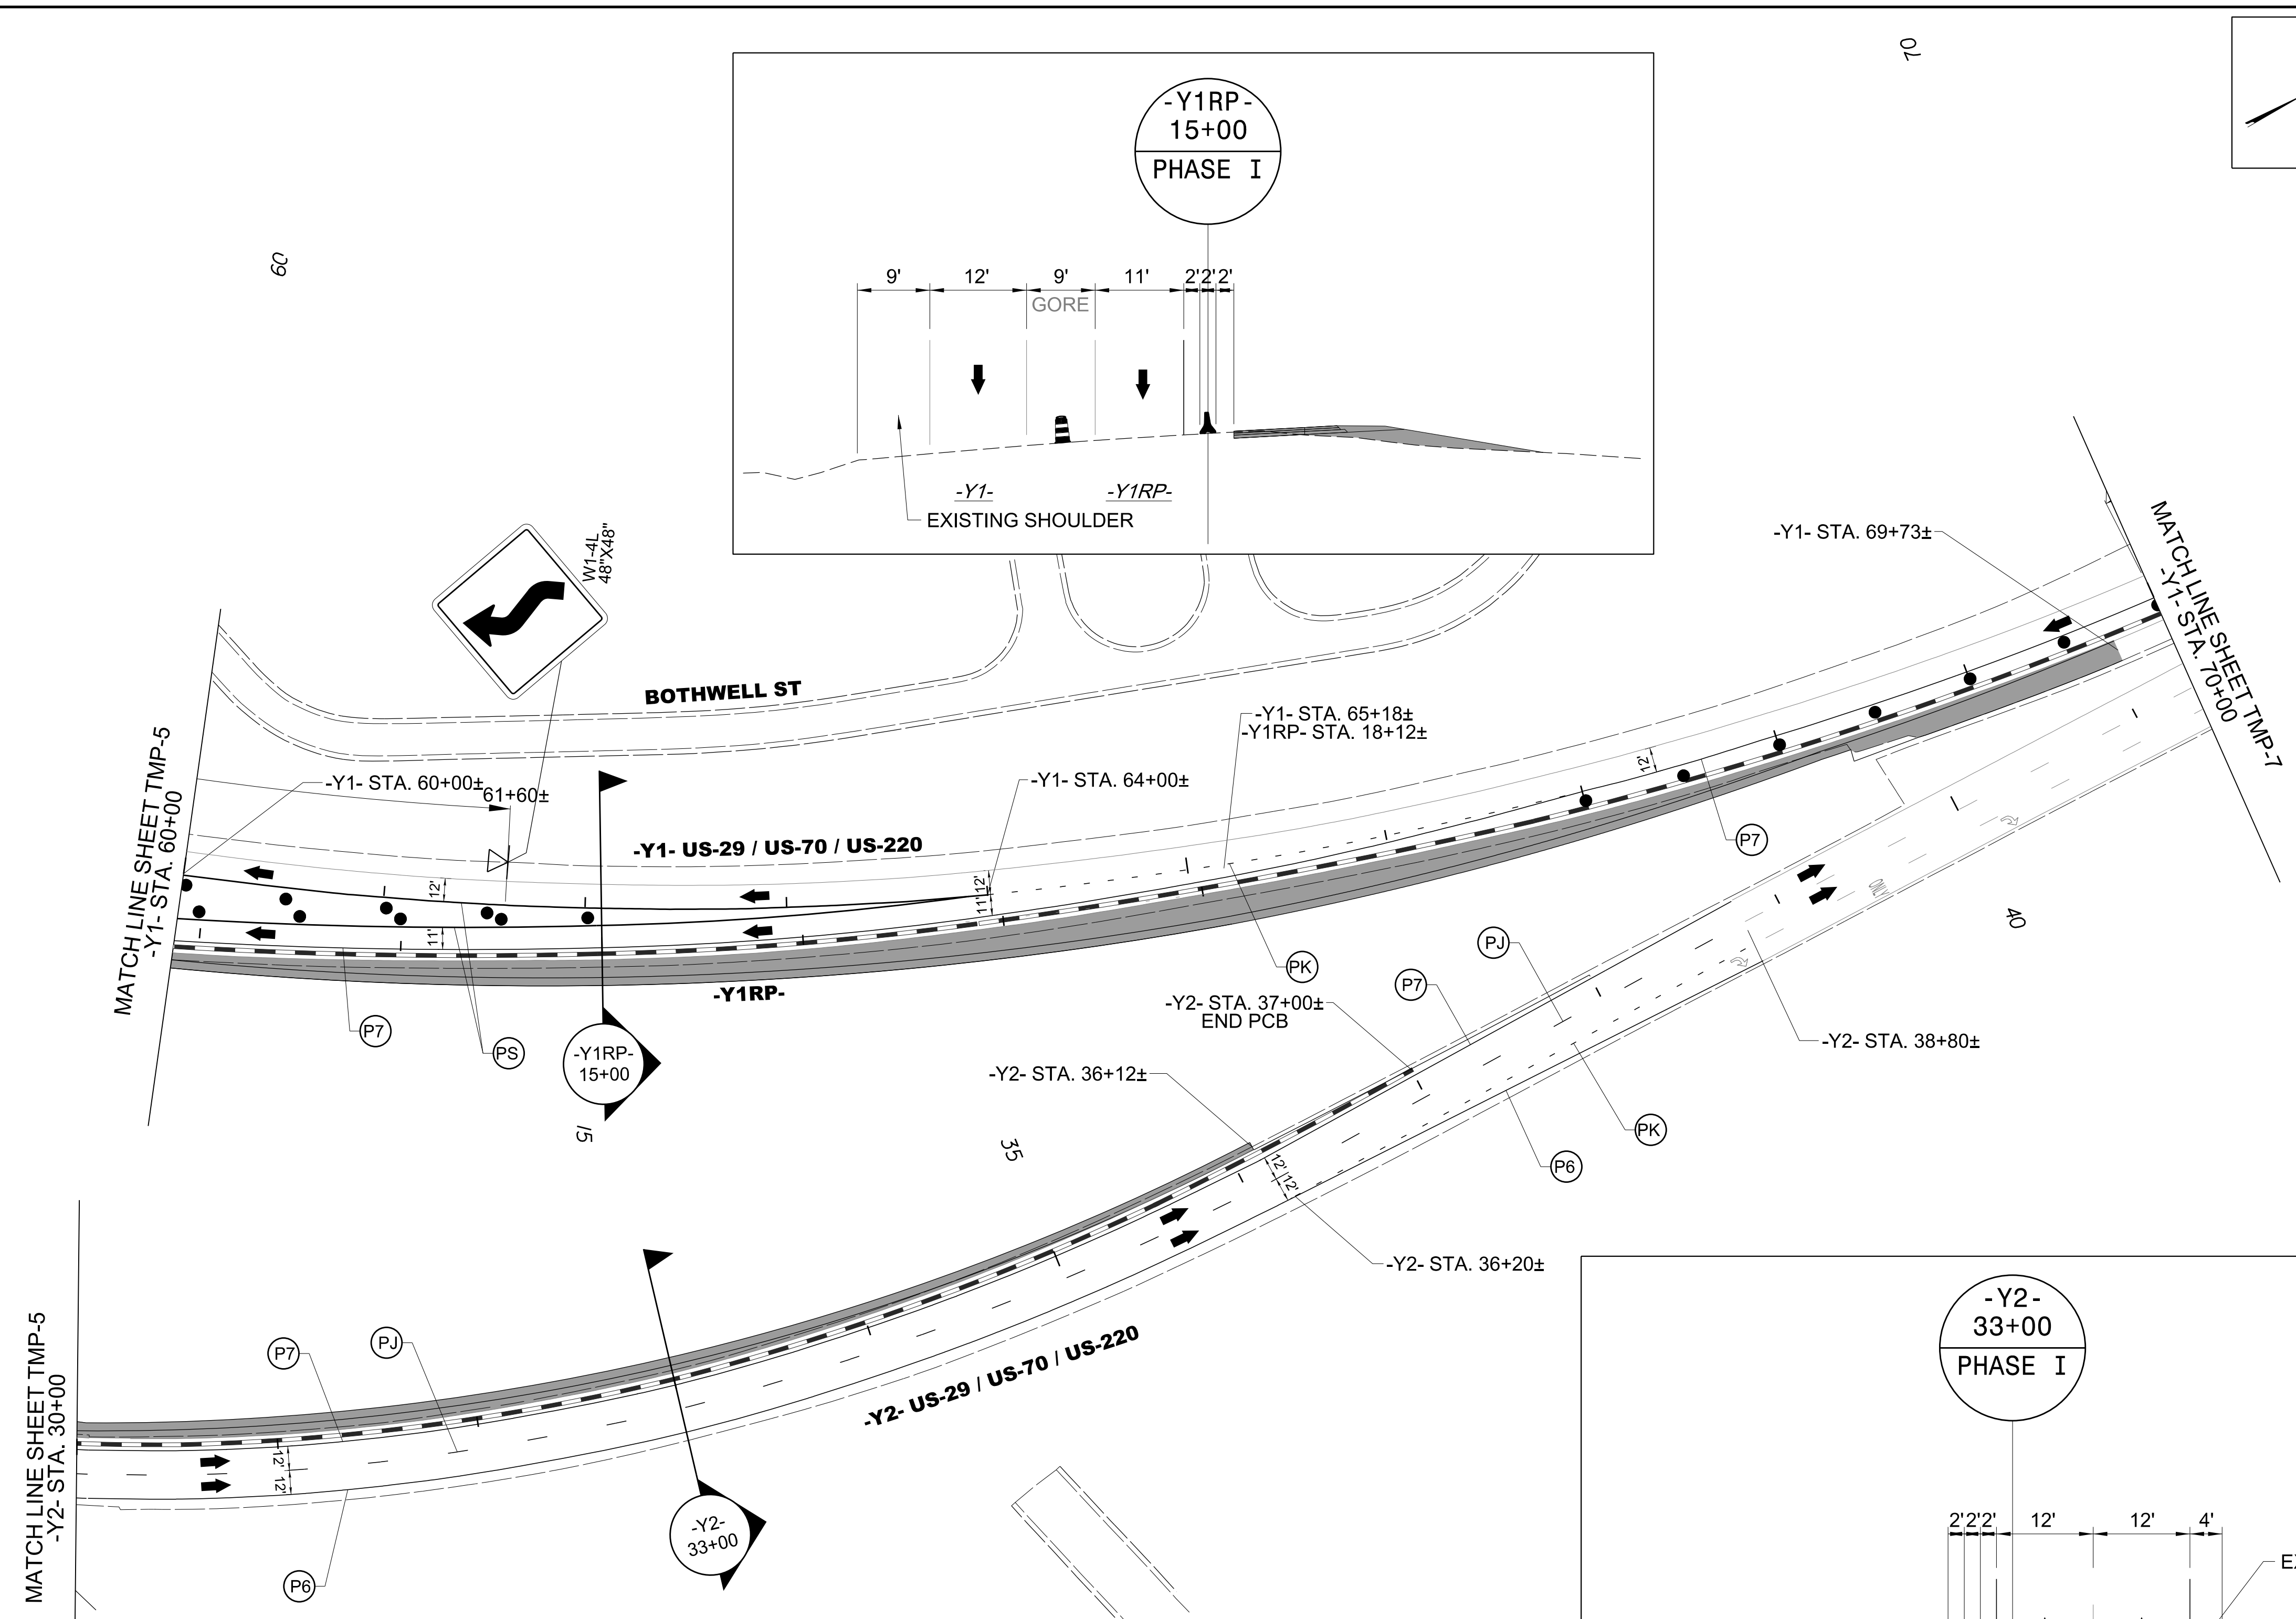 70
60
-Y1RP-
15+00
PHASE I
9' 12' 9' 11' 2' 2' 2'
GORE
-Y1- -Y1RP-
EXISTING SHOULDER
W1-4L
48"X48"
BOTHWELL ST
-Y1- STA. 69+73±
MATCH LINE SHEET TMP-7
-Y1- STA. 70+00
MATCH LINE SHEET TMP-5
-Y1- STA. 60+00
-Y1- STA. 60+00±
61+60±
-Y1- STA. 65+18±
-Y1RP- STA. 18+12±
-Y1- STA. 64+00±
12'
-Y1- US-29 / US-70 / US-220
12'
11'
12'
11'
P7
-Y1RP-
P7
PS
-Y1RP-
15+00
15
PK
PJ
P7
40
-Y2- STA. 37+00±
END PCB
-Y2- STA. 38+80±
-Y2- STA. 36+12±
35
PK
P6
12'
12'
-Y2- STA. 36+20±
MATCH LINE SHEET TMP-5
-Y2- STA. 30+00
P7
PJ
12'
12'
-Y2- US-29 / US-70 / US-220
P6
-Y2-
33+00
-Y2-
33+00
PHASE I
2' 2' 2' 12' 12' 4'